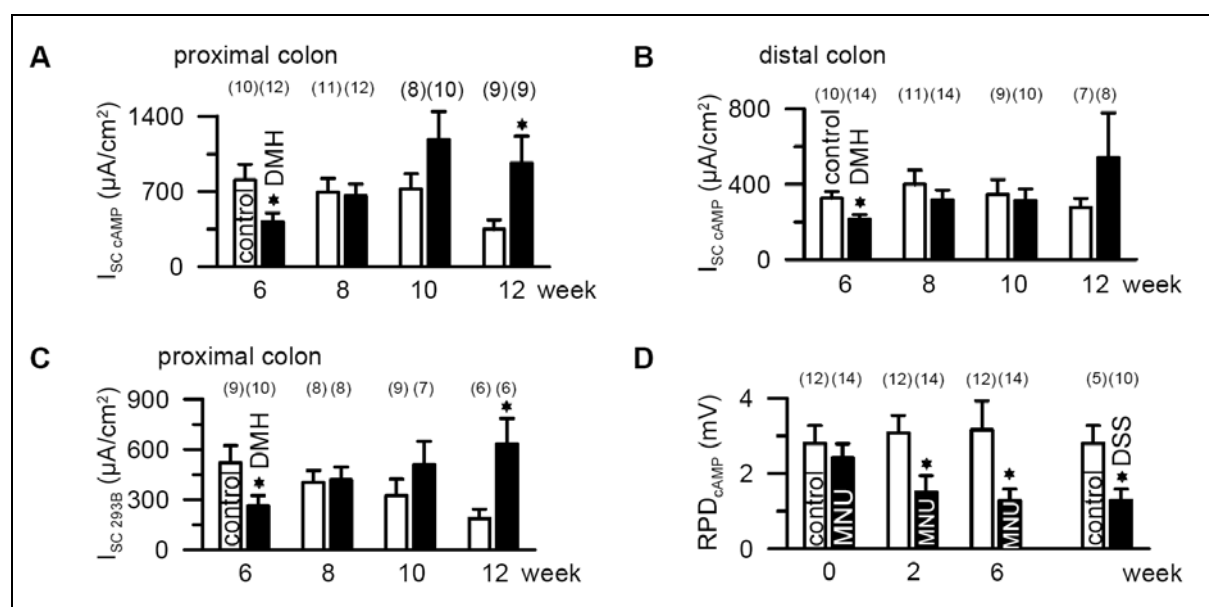 A proximal colon
(10)(12) (11)(12) (8)(10) (9)(9)
I_SC cAMP (µA/cm²)
1400
700
0
control
DMH
*
*
6 8 10 12 week
B distal colon
(10)(14) (11)(14) (9)(10) (7)(8)
I_SC cAMP (µA/cm²)
800
400
0
control
DMH
*
6 8 10 12 week
C proximal colon
(9)(10) (8)(8) (9)(7) (6)(6)
I_SC 293B (µA/cm²)
900
600
300
0
control
DMH
*
*
6 8 10 12 week
D
(12)(14) (12)(14) (12)(14) (5)(10)
RPD_cAMP (mV)
4
2
0
control
MNU
*
MNU
*
MNU
control
*
DSS
0 2 6 week